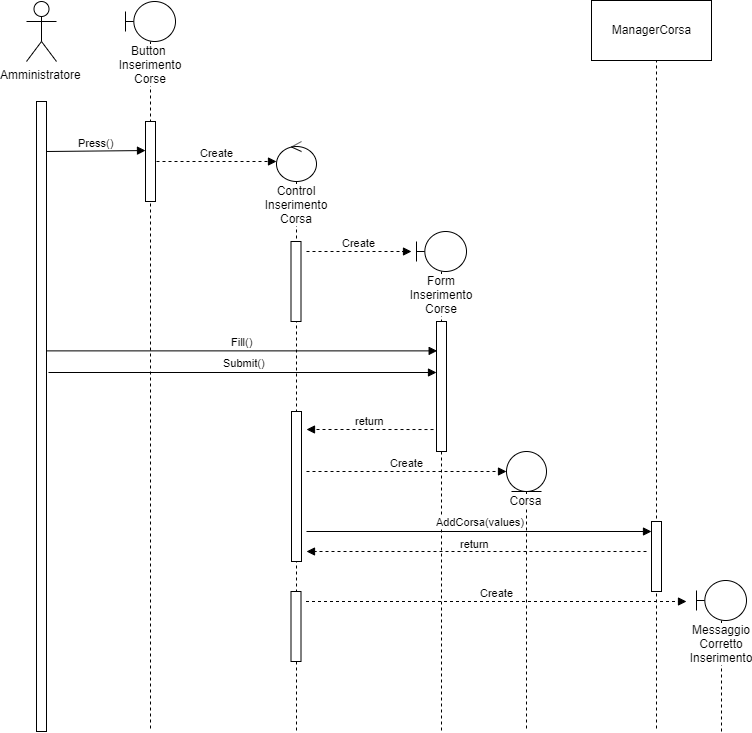 ManagerCorsa
Button
Inserimento
Corse
Amministratore
Press()
Create
Control
Inserimento
Corsa
Create
Form
Inserimento
Corse
Fill()
Submit()
return
Create
Corsa
AddCorsa(values)
return
Create
Messaggio
Corretto
Inserimento